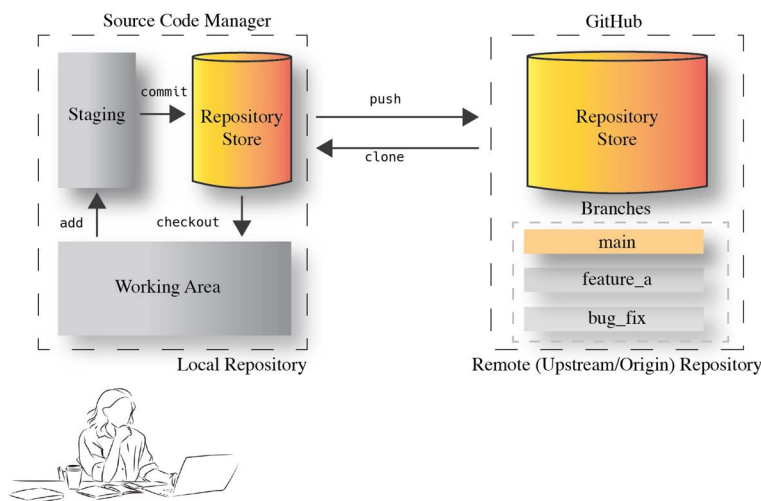 Source Code Manager
GitHub
Staging
commit
Repository
Store
push
clone
Repository
Store
add
checkout
Working Area
Branches
main
feature_a
bug_fix
Local Repository
Remote (Upstream/Origin) Repository